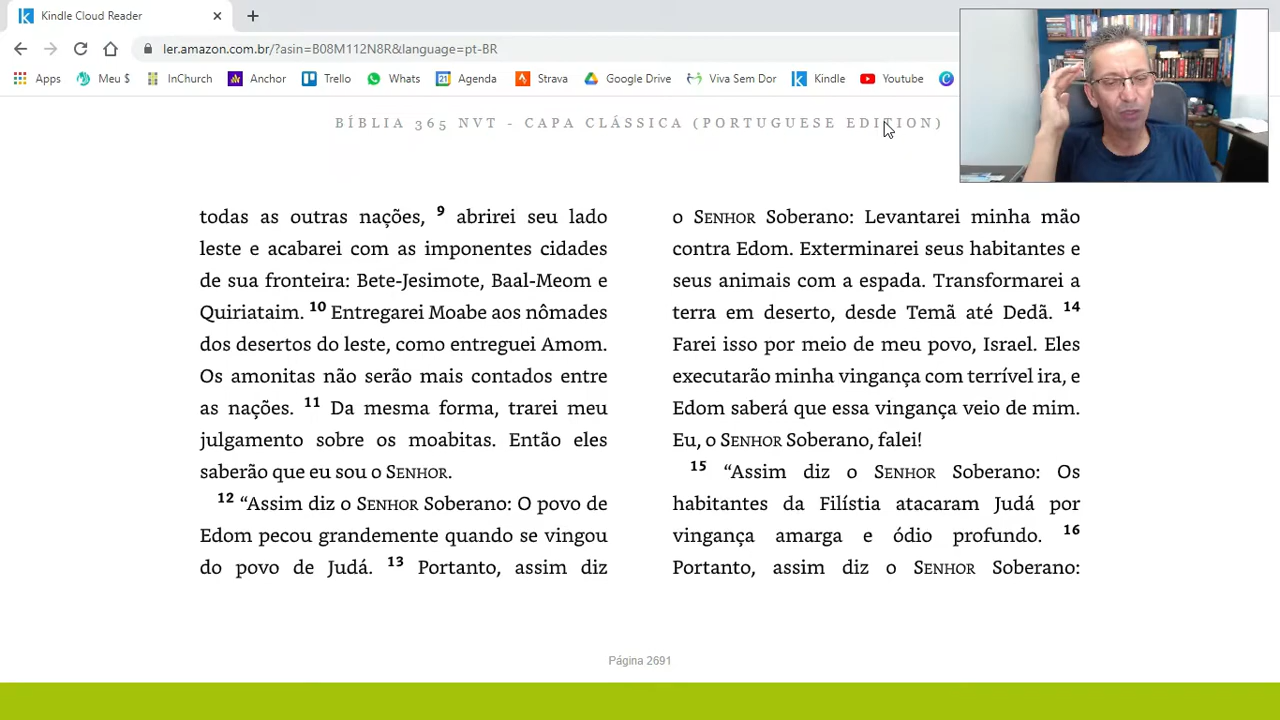 Kindle Cloud Reader
ler.amazon.com.br/?asin=B08M112N8R&language=pt-BR
Apps Meu $ InChurch Anchor Trello Whats Agenda Strava Google Drive Viva Sem Dor Kindle Youtube
BÍBLIA 365 NVT - CAPA CLÁSSICA (PORTUGUESE EDITION)
todas as outras nações, 9 abrirei seu lado
leste e acabarei com as imponentes cidades
de sua fronteira: Bete-Jesimote, Baal-Meom e
Quiriataim. 10 Entregarei Moabe aos nômades
dos desertos do leste, como entreguei Amom.
Os amonitas não serão mais contados entre
as nações. 11 Da mesma forma, trarei meu
julgamento sobre os moabitas. Então eles
saberão que eu sou o SENHOR.
12 “Assim diz o SENHOR Soberano: O povo de
Edom pecou grandemente quando se vingou
do povo de Judá. 13 Portanto, assim diz
o SENHOR Soberano: Levantarei minha mão
contra Edom. Exterminarei seus habitantes e
seus animais com a espada. Transformarei a
terra em deserto, desde Temã até Dedã. 14
Farei isso por meio de meu povo, Israel. Eles
executarão minha vingança com terrível ira, e
Edom saberá que essa vingança veio de mim.
Eu, o SENHOR Soberano, falei!
15 “Assim diz o SENHOR Soberano: Os
habitantes da Filístia atacaram Judá por
vingança amarga e ódio profundo. 16
Portanto, assim diz o SENHOR Soberano:
Página 2691